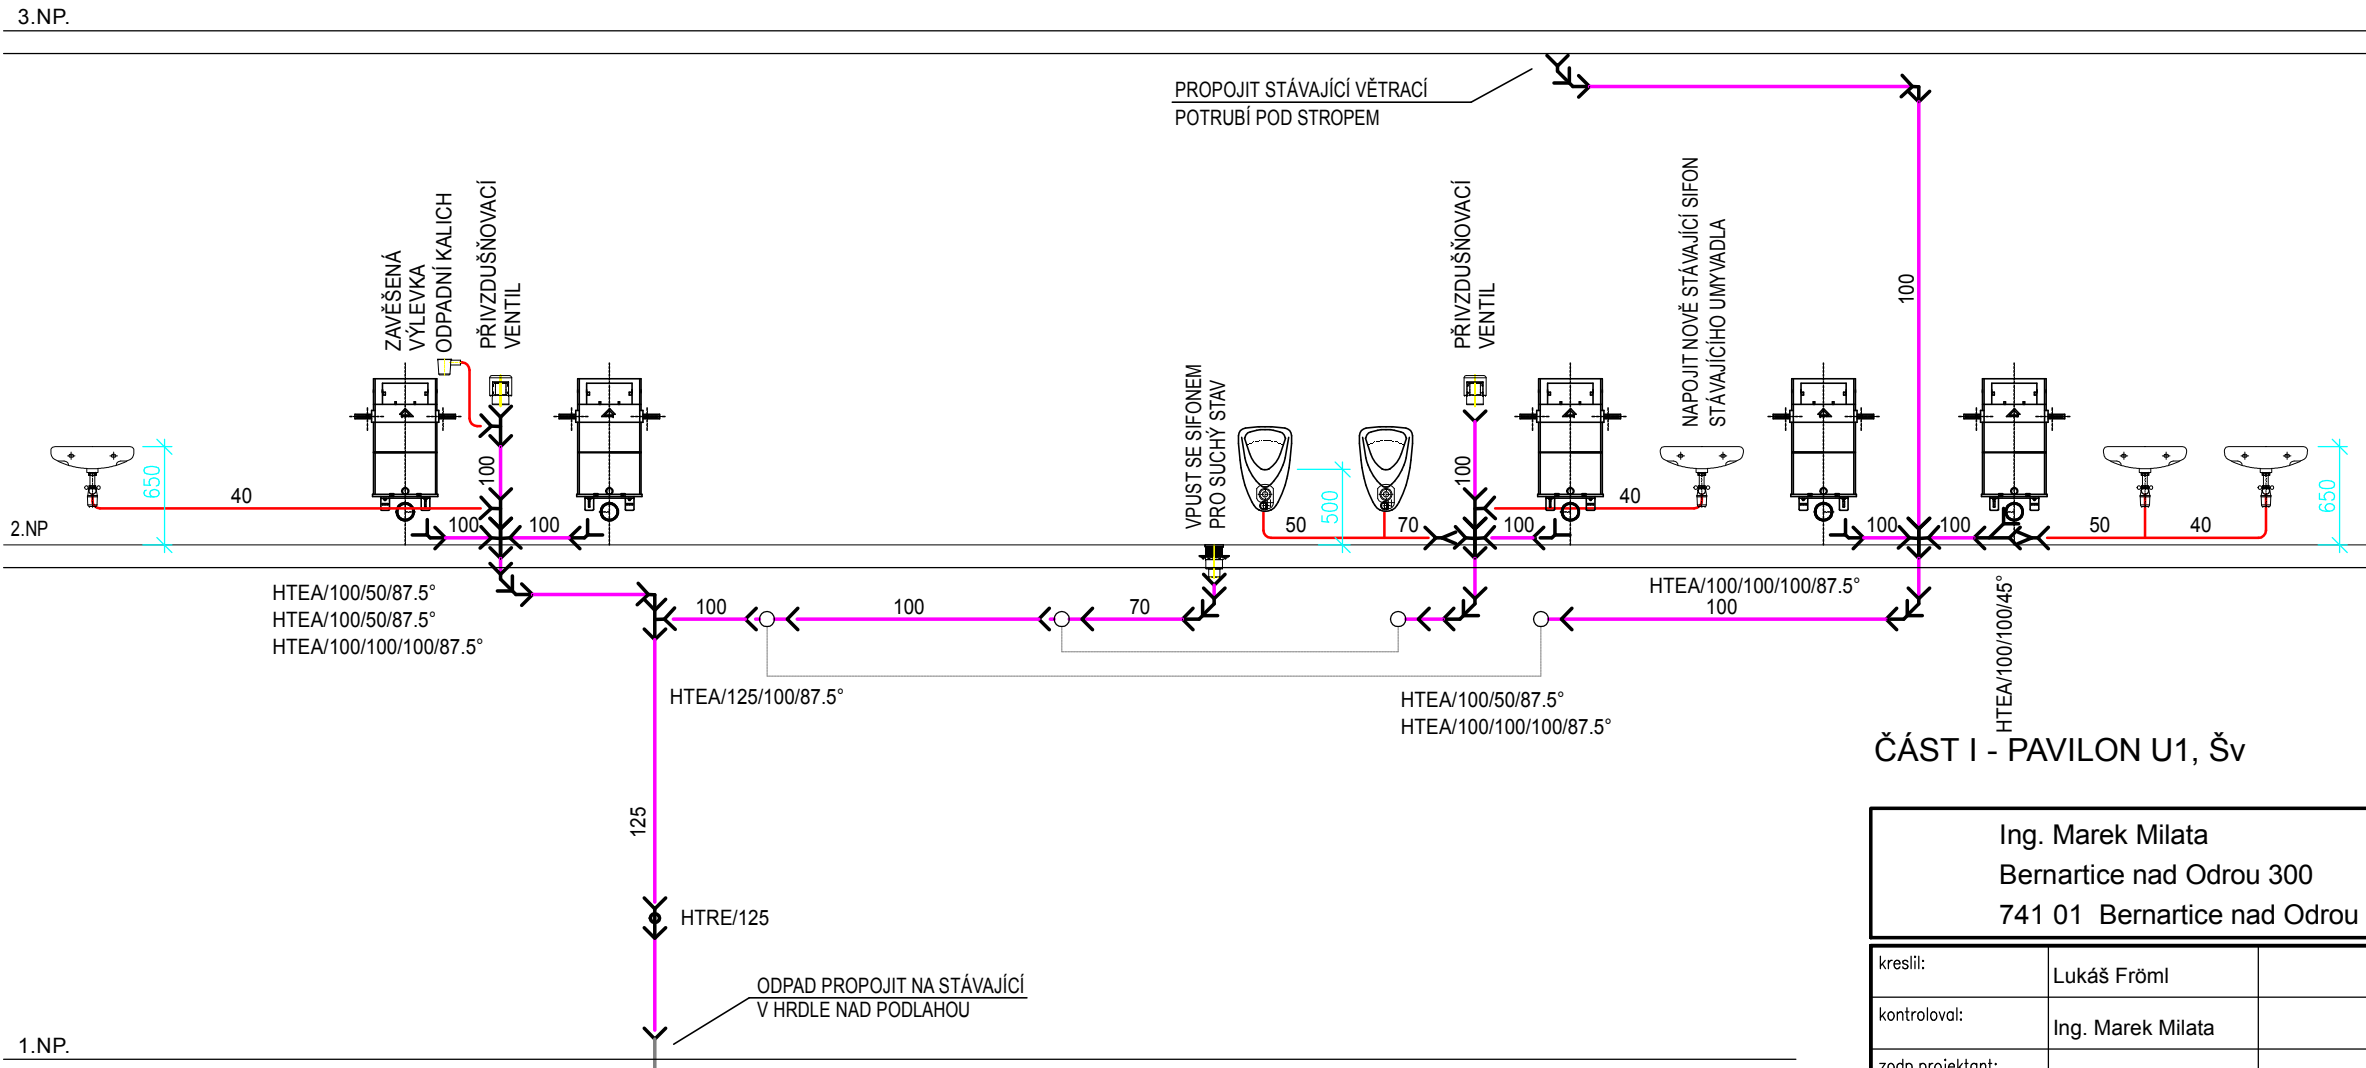 3.NP.
PROPOJIT STÁVAJÍCÍ VĚTRACÍ
POTRUBÍ POD STROPEM
ZAVĚŠENÁ
VÝLEVKA
ODPADNÍ KALICH
PŘIVZDUŠŇOVACÍ
VENTIL
PŘIVZDUŠŇOVACÍ
VENTIL
NAPOJIT NOVĚ STÁVAJÍCÍ SIFON
STÁVAJÍCÍHO UMYVADLA
100
VPUST SE SIFONEM
PRO SUCHÝ STAV
650
40
100
100
100
500
50
70
100
100
40
100
100
50
40
650
2.NP
HTEA/100/50/87.5°
HTEA/100/50/87.5°
HTEA/100/100/100/87.5°
100
100
70
HTEA/100/100/100/87.5°
100
HTEA/100/100/45°
HTEA/125/100/87.5°
HTEA/100/50/87.5°
HTEA/100/100/100/87.5°
ČÁST I - PAVILON U1, Šv
125
HTRE/125
ODPAD PROPOJIT NA STÁVAJÍCÍ
V HRDLE NAD PODLAHOU
1.NP.
Ing. Marek Milata
Bernartice nad Odrou 300
741 01 Bernartice nad Odrou
kreslil:
Lukáš Fröml
kontroloval:
Ing. Marek Milata
zodp.projektant: